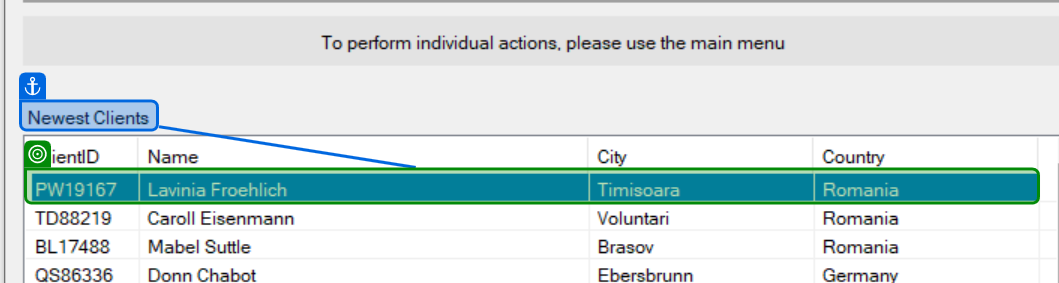 To perform individual actions, please use the main menu
Newest Clients
ientID Name City Country
PW19167 Lavinia Froehlich Timisoara Romania
TD88219 Caroll Eisenmann Voluntari Romania
BL17488 Mabel Suttle Brasov Romania
QS86336 Donn Chabot Ebersbrunn Germany